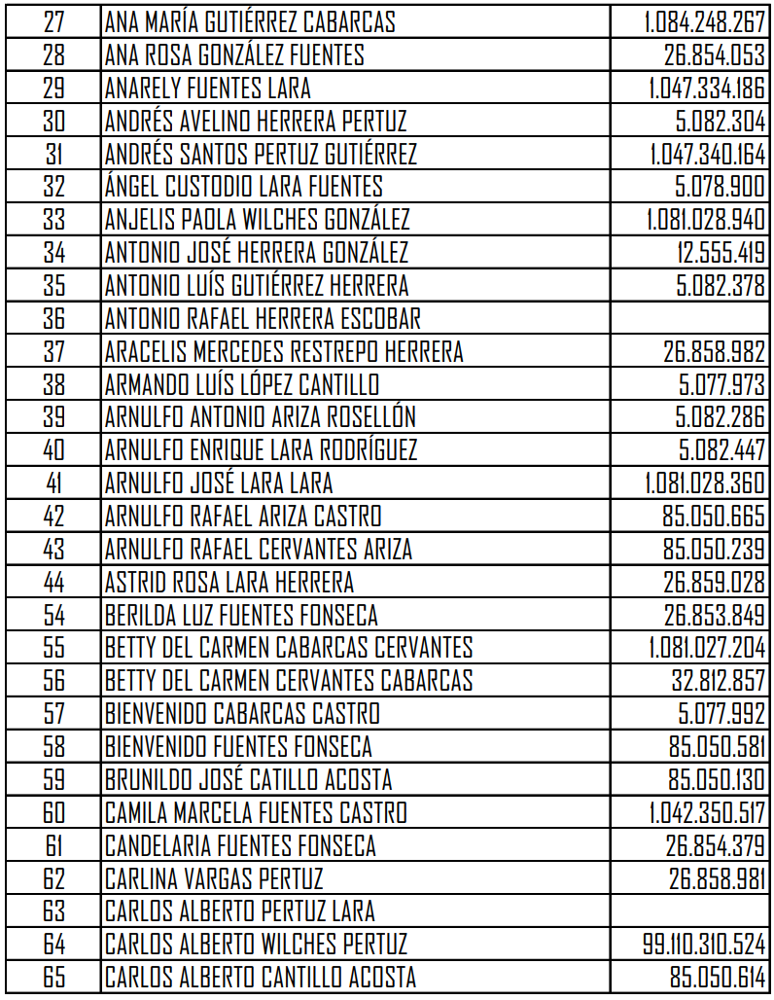 27 ANA MARÍA GUTIÉRREZ CABARCAS 1.084.248.267
28 ANA ROSA GONZÁLEZ FUENTES 26.854.053
29 ANARELY FUENTES LARA 1.047.334.186
30 ANDRÉS AVELINO HERRERA PERTUZ 5.082.304
31 ANDRÉS SANTOS PERTUZ GUTIÉRREZ 1.047.340.164
32 ÁNGEL CUSTODIO LARA FUENTES 5.078.900
33 ANJELIS PAOLA WILCHES GONZÁLEZ 1.081.028.940
34 ANTONIO JOSÉ HERRERA GONZÁLEZ 12.555.419
35 ANTONIO LUÍS GUTIÉRREZ HERRERA 5.082.378
36 ANTONIO RAFAEL HERRERA ESCOBAR
37 ARACELIS MERCEDES RESTREPO HERRERA 26.858.982
38 ARMANDO LUÍS LÓPEZ CANTILLO 5.077.973
39 ARNULFO ANTONIO ARIZA ROSELLÓN 5.082.286
40 ARNULFO ENRIQUE LARA RODRÍGUEZ 5.082.447
41 ARNULFO JOSÉ LARA LARA 1.081.028.360
42 ARNULFO RAFAEL ARIZA CASTRO 85.050.665
43 ARNULFO RAFAEL CERVANTES ARIZA 85.050.239
44 ASTRID ROSA LARA HERRERA 26.859.028
54 BERILDA LUZ FUENTES FONSECA 26.853.849
55 BETTY DEL CARMEN CABARCAS CERVANTES 1.081.027.204
56 BETTY DEL CARMEN CERVANTES CABARCAS 32.812.857
57 BIENVENIDO CABARCAS CASTRO 5.077.992
58 BIENVENIDO FUENTES FONSECA 85.050.581
59 BRUNILDO JOSÉ CATILLO ACOSTA 85.050.130
60 CAMILA MARCELA FUENTES CASTRO 1.042.350.517
61 CANDELARIA FUENTES FONSECA 26.854.379
62 CARLINA VARGAS PERTUZ 26.858.981
63 CARLOS ALBERTO PERTUZ LARA
64 CARLOS ALBERTO WILCHES PERTUZ 99.110.310.524
65 CARLOS ALBERTO CANTILLO ACOSTA 85.050.614